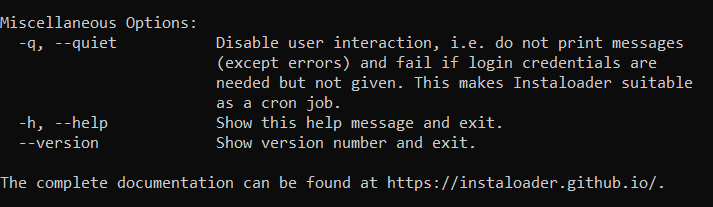 Miscellaneous Options:
-q, --quiet Disable user interaction, i.e. do not print messages
(except errors) and fail if login credentials are
needed but not given. This makes Instaloader suitable
as a cron job.
-h, --help Show this help message and exit.
--version Show version number and exit.
The complete documentation can be found at https://instaloader.github.io/.